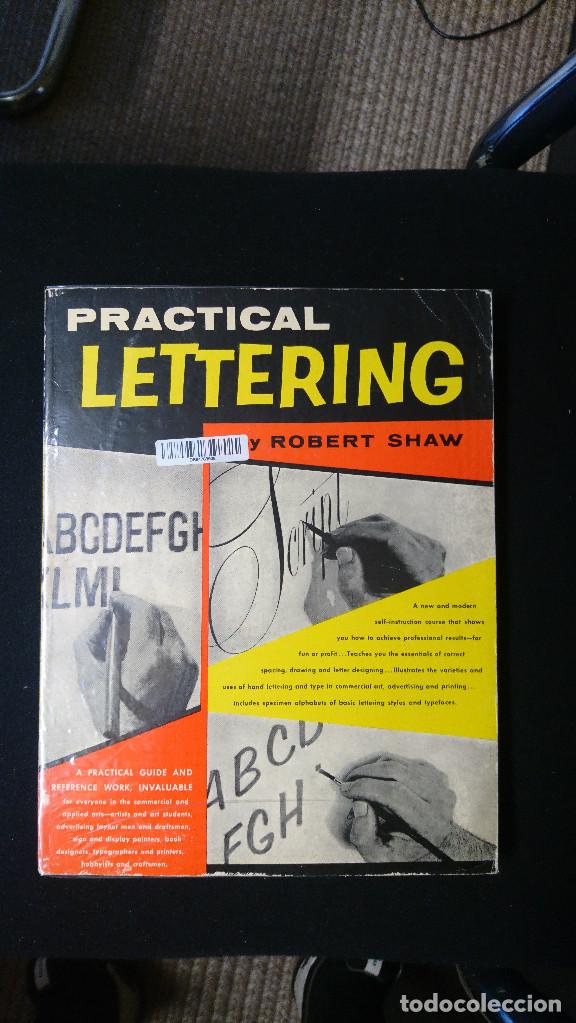 PRACTICAL
LETTERING
y ROBERT SHAW
ABCDEFGH
KLM
Script
A new and modern
self-instruction course that shows
you how to achieve professional results—for
fun or profit...Teaches you the essentials of correct
spacing, drawing and letter designing...Illustrates the varieties and
uses of hand lettering and type in commercial art, advertising and printing...
Includes specimen alphabets of basic lettering styles and typefaces.
A PRACTICAL GUIDE AND
REFERENCE WORK, INVALUABLE
for everyone in the commercial and
applied arts—artists and art students,
advertising layout men and draftsmen,
sign and display painters, book
designers, typographers and printers,
hobbyists and craftsmen.
ABCD
FGH
todocoleccion